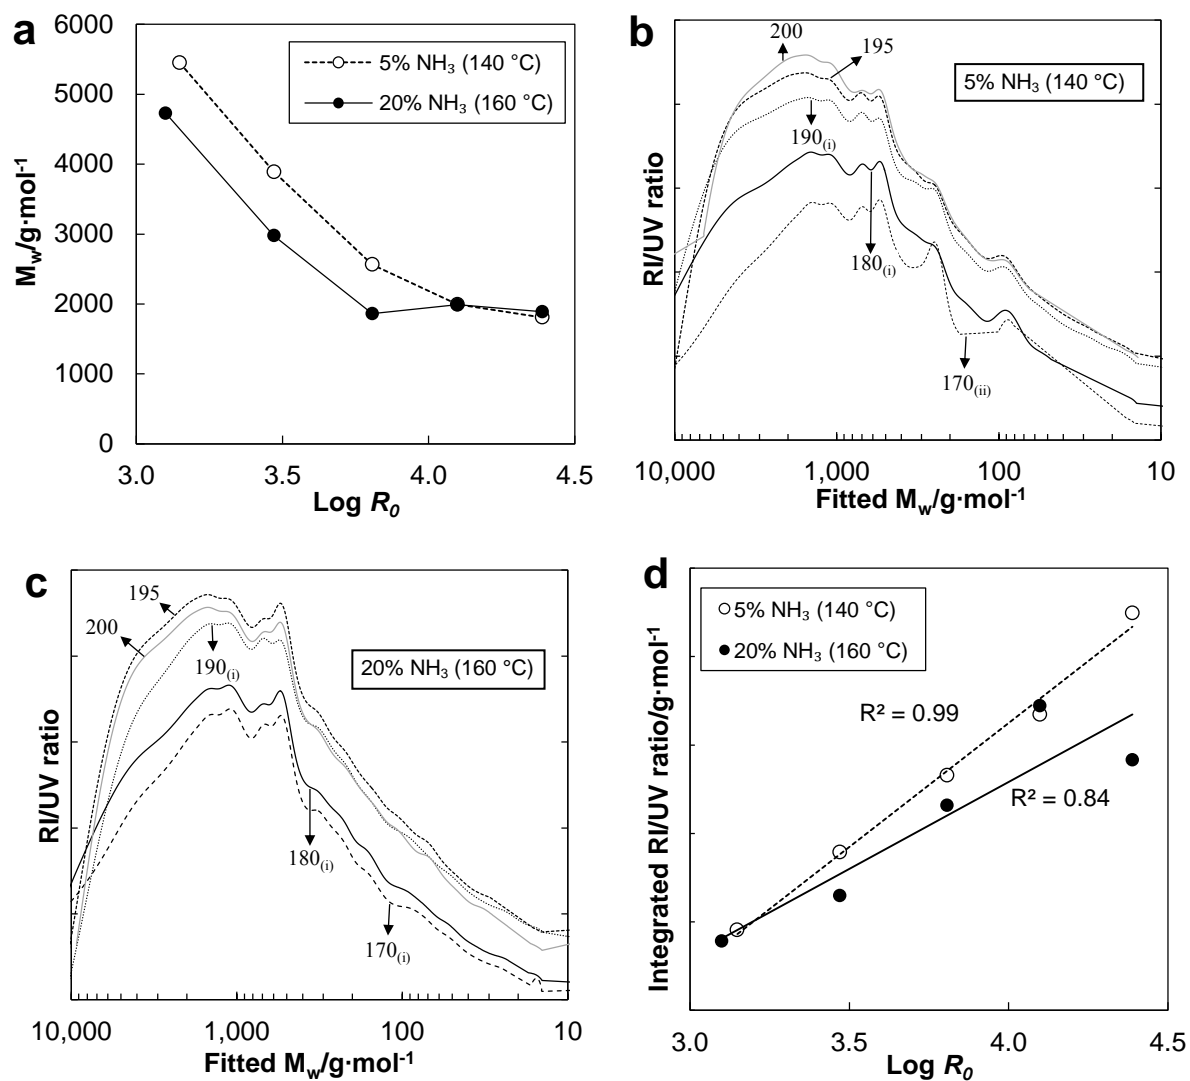 a
6000
5000
4000
3000
2000
1000
0
Mw/g·mol-1
5% NH3 (140 °C)
20% NH3 (160 °C)
3.0 3.5 4.0 4.5
Log R0
b
200
195
5% NH3 (140 °C)
190(i)
180(i)
170(ii)
RI/UV ratio
10,000 1,000 100 10
Fitted Mw/g·mol-1
c
195
200
190(i)
20% NH3 (160 °C)
180(i)
170(i)
RI/UV ratio
10,000 1,000 100 10
Fitted Mw/g·mol-1
d
5% NH3 (140 °C)
20% NH3 (160 °C)
R² = 0.99
R² = 0.84
Integrated RI/UV ratio/g·mol-1
3.0 3.5 4.0 4.5
Log R0